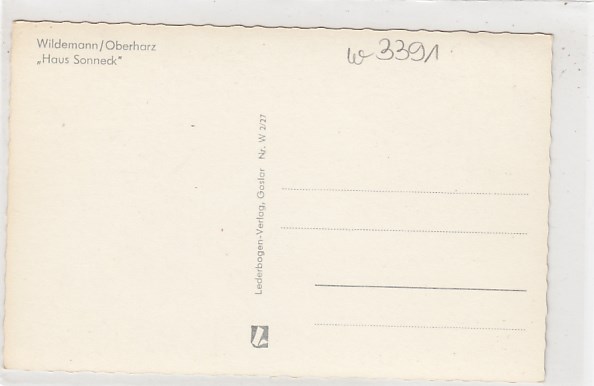 Wildemann/Oberharz
„Haus Sonneck"
w 3391
Lederbogen-Verlag, Goslar Nr. W 2/27